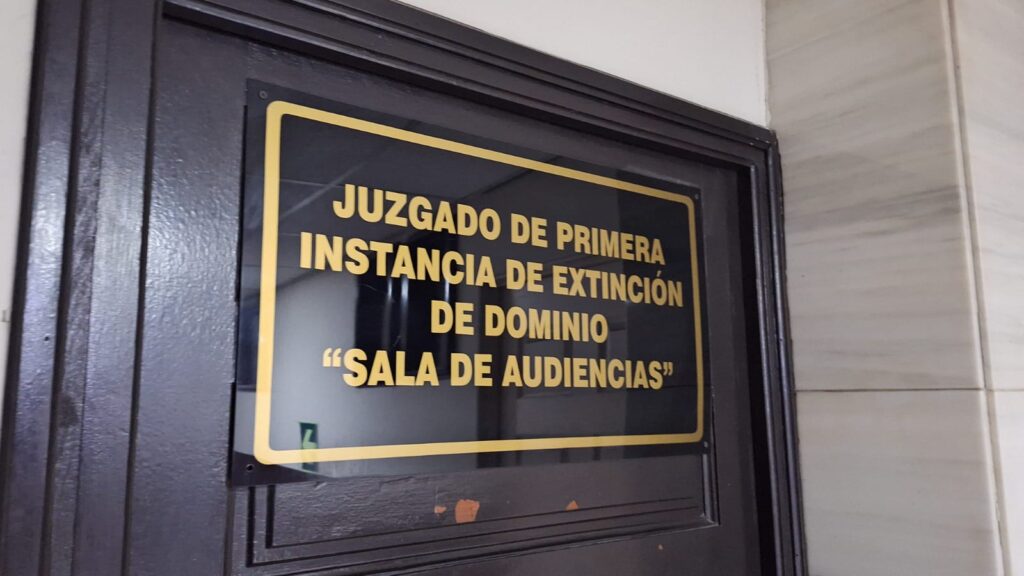 JUZGADO DE PRIMERA
INSTANCIA DE EXTINCIÓN
DE DOMINIO
“SALA DE AUDIENCIAS”